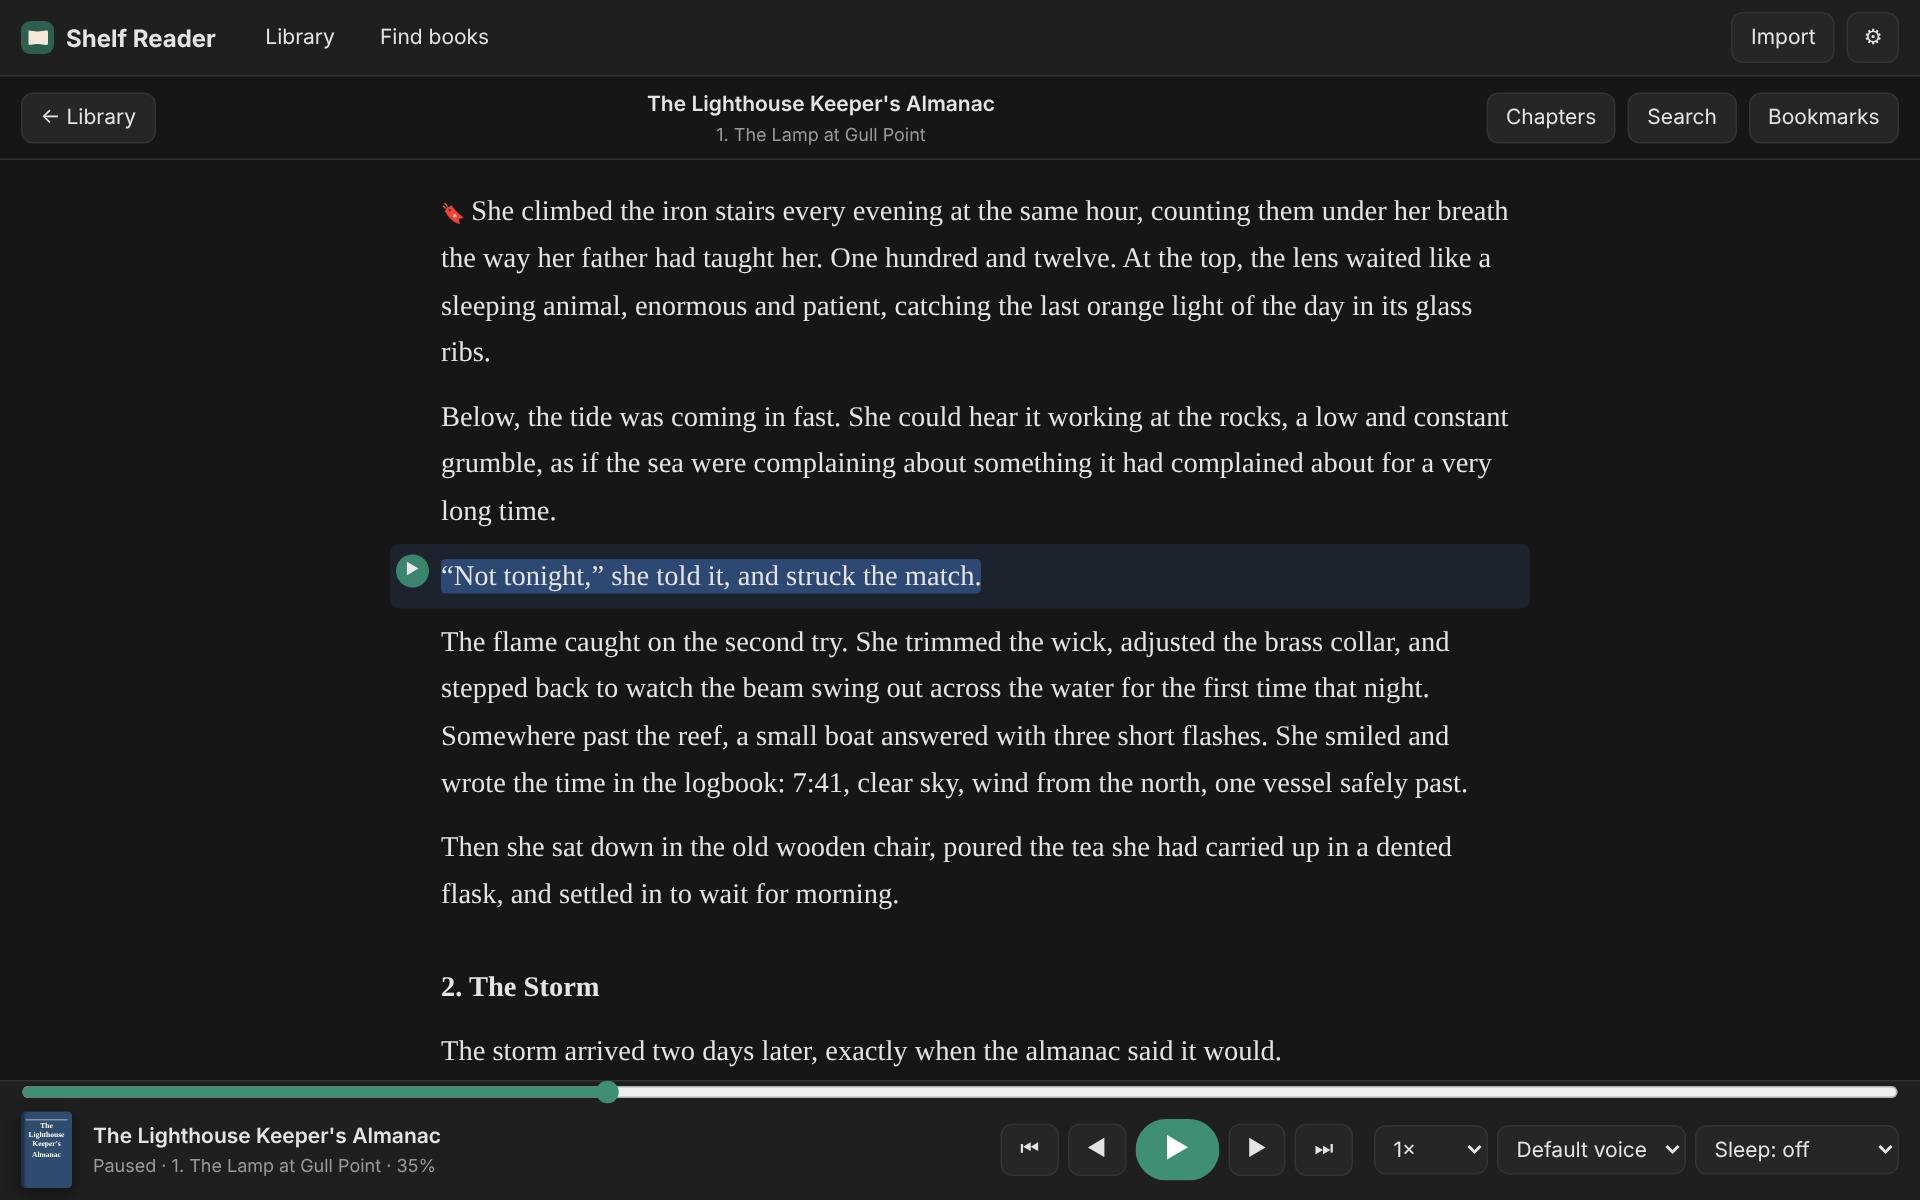 Shelf Reader
Library
Find books
Import
← Library
The Lighthouse Keeper's Almanac
1. The Lamp at Gull Point
Chapters
Search
Bookmarks
She climbed the iron stairs every evening at the same hour, counting them under her breath
the way her father had taught her. One hundred and twelve. At the top, the lens waited like a
sleeping animal, enormous and patient, catching the last orange light of the day in its glass
ribs.
Below, the tide was coming in fast. She could hear it working at the rocks, a low and constant
grumble, as if the sea were complaining about something it had complained about for a very
long time.
“Not tonight,” she told it, and struck the match.
The flame caught on the second try. She trimmed the wick, adjusted the brass collar, and
stepped back to watch the beam swing out across the water for the first time that night.
Somewhere past the reef, a small boat answered with three short flashes. She smiled and
wrote the time in the logbook: 7:41, clear sky, wind from the north, one vessel safely past.
Then she sat down in the old wooden chair, poured the tea she had carried up in a dented
flask, and settled in to wait for morning.
2. The Storm
The storm arrived two days later, exactly when the almanac said it would.
The
Lighthouse
Keeper's
Almanac
The Lighthouse Keeper's Almanac
Paused · 1. The Lamp at Gull Point · 35%
1×
Default voice
Sleep: off